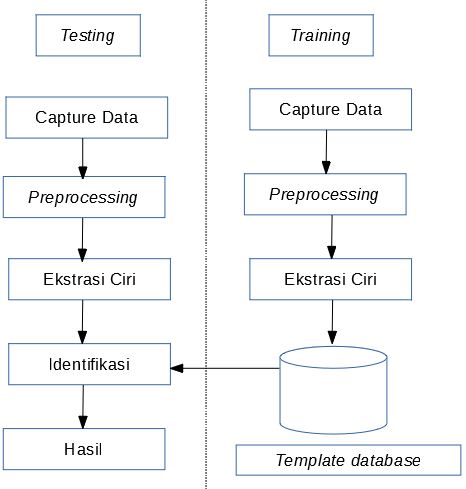 Testing
Capture Data
Preprocessing
Ekstrasi Ciri
Identifikasi
Hasil
Training
Capture Data
Preprocessing
Ekstrasi Ciri
Template database